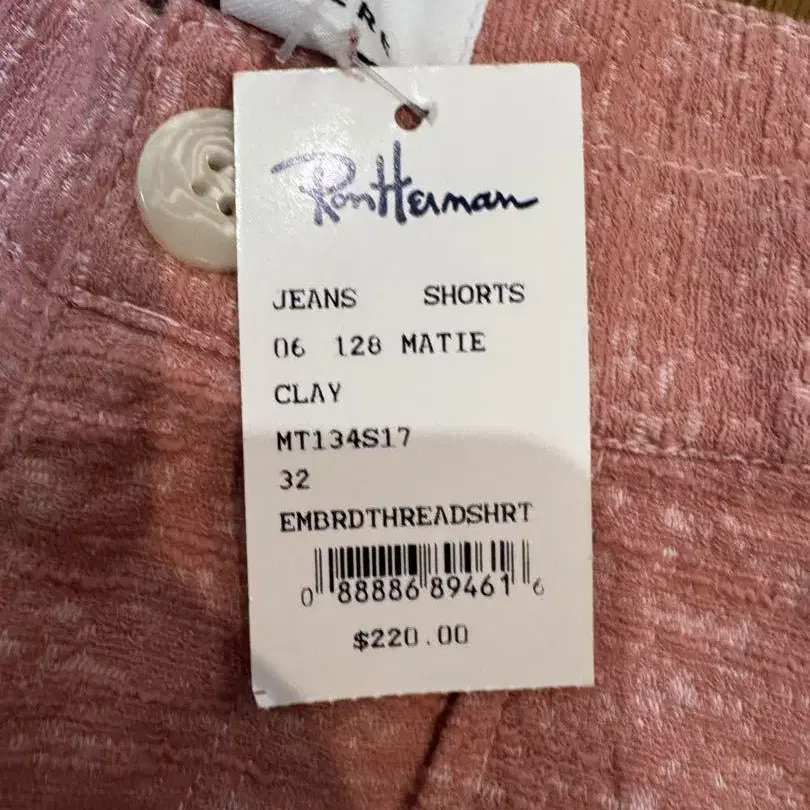 Ron Herman
JEANS SHORTS
06 128 MATIE
CLAY
MT134S17
32
EMBRDTHREADSHRT
0 88886 89461 6
$220.00